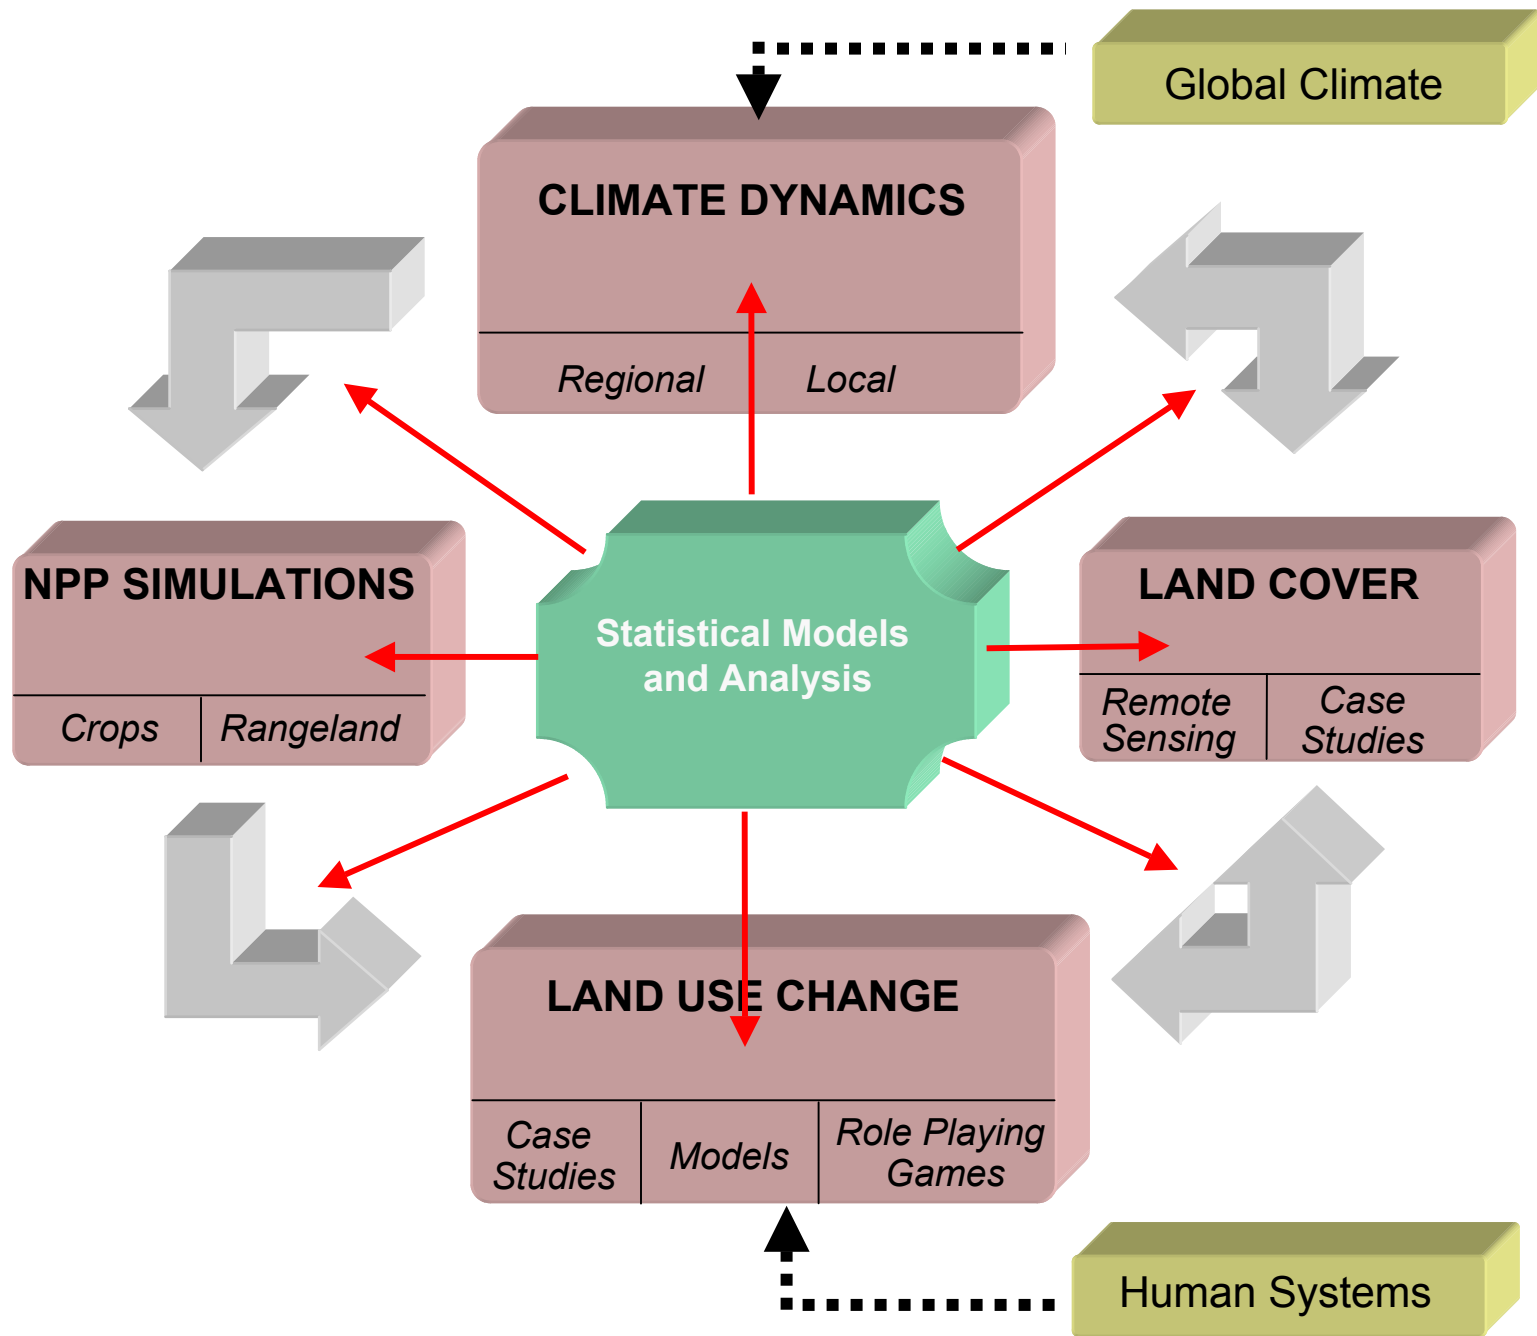 Global Climate
CLIMATE DYNAMICS
Regional
Local
NPP SIMULATIONS
Crops
Rangeland
Statistical Models
and Analysis
LAND COVER
Remote
Sensing
Case
Studies
LAND USE CHANGE
Case
Studies
Models
Role Playing
Games
Human Systems